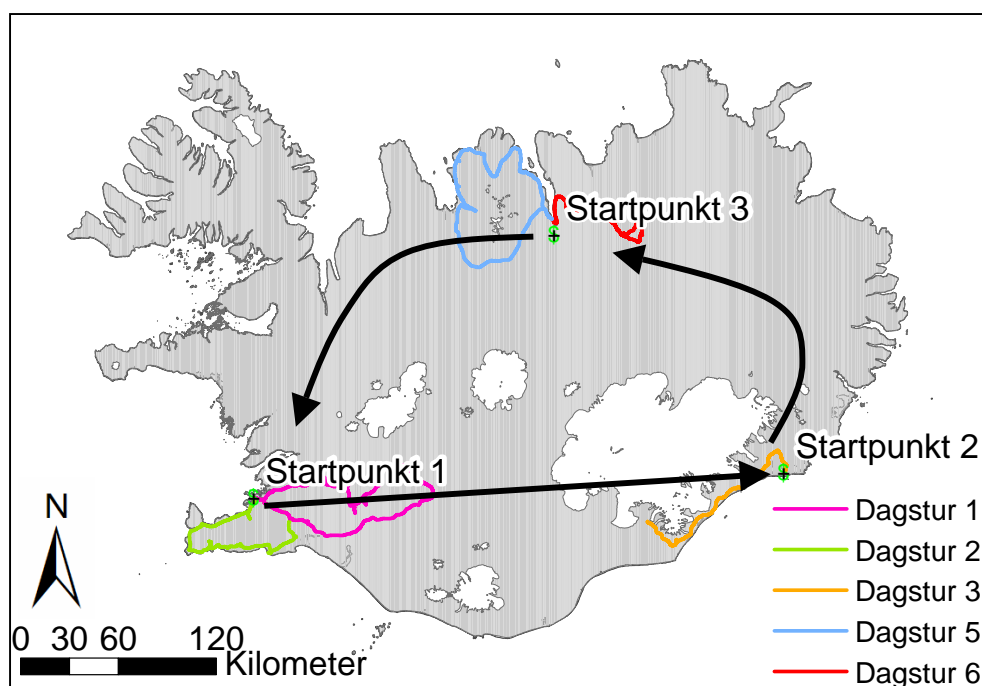 Startpunkt 3
Startpunkt 2
Startpunkt 1
N
0 30 60 120
Kilometer
Dagstur 1
Dagstur 2
Dagstur 3
Dagstur 5
Dagstur 6